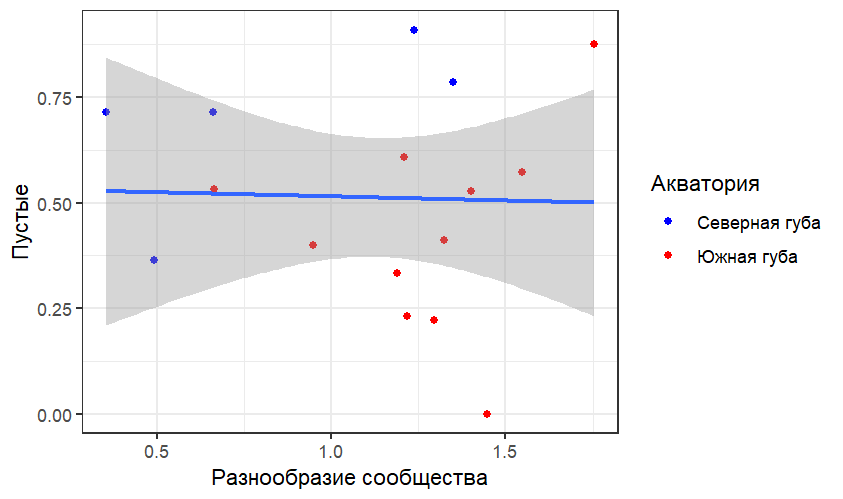 Пустые
0.75
0.50
0.25
0.00
0.5
1.0
1.5
Разнообразие сообщества
Акватория
Северная губа
Южная губа